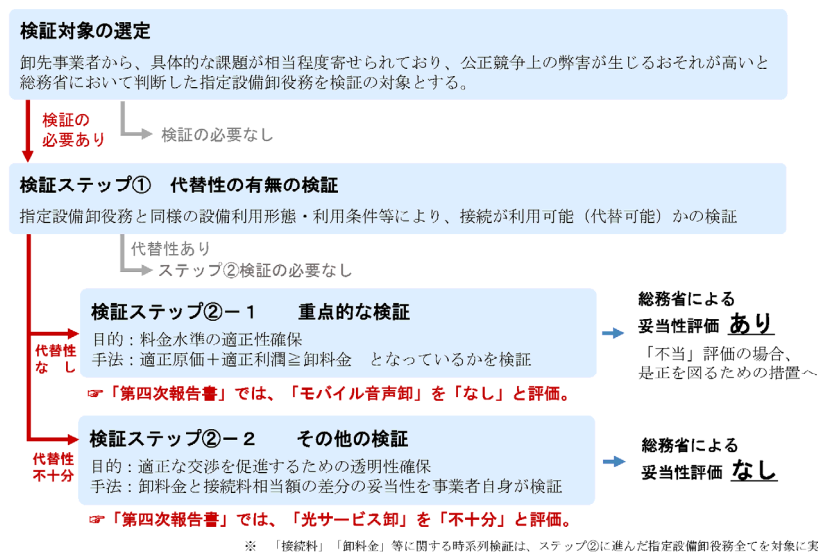 検証対象の選定
卸先事業者から、具体的な課題が相当程度寄せられており、公正競争上の弊害が生じるおそれが高いと
総務省において判断した指定設備卸役務を検証の対象とする。
検証の
必要あり
検証の必要なし
検証ステップ① 代替性の有無の検証
指定設備卸役務と同様の設備利用形態・利用条件等により、接続が利用可能（代替可能）かの検証
代替性あり
ステップ②検証の必要なし
代替性
なし
検証ステップ②－１ 重点的な検証
目的：料金水準の適正性確保
手法：適正原価＋適正利潤≧卸料金 となっているかを検証
総務省による
妥当性評価 あり
「不当」評価の場合、
是正を図るための措置へ
☞「第四次報告書」では、「モバイル音声卸」を「なし」と評価。
代替性
不十分
検証ステップ②－２ その他の検証
目的：適正な交渉を促進するための透明性確保
手法：卸料金と接続料相当額の差分の妥当性を事業者自身が検証
総務省による
妥当性評価 なし
☞「第四次報告書」では、「光サービス卸」を「不十分」と評価。
※ 「接続料」「卸料金」等に関する時系列検証は、ステップ②に進んだ指定設備卸役務全てを対象に実